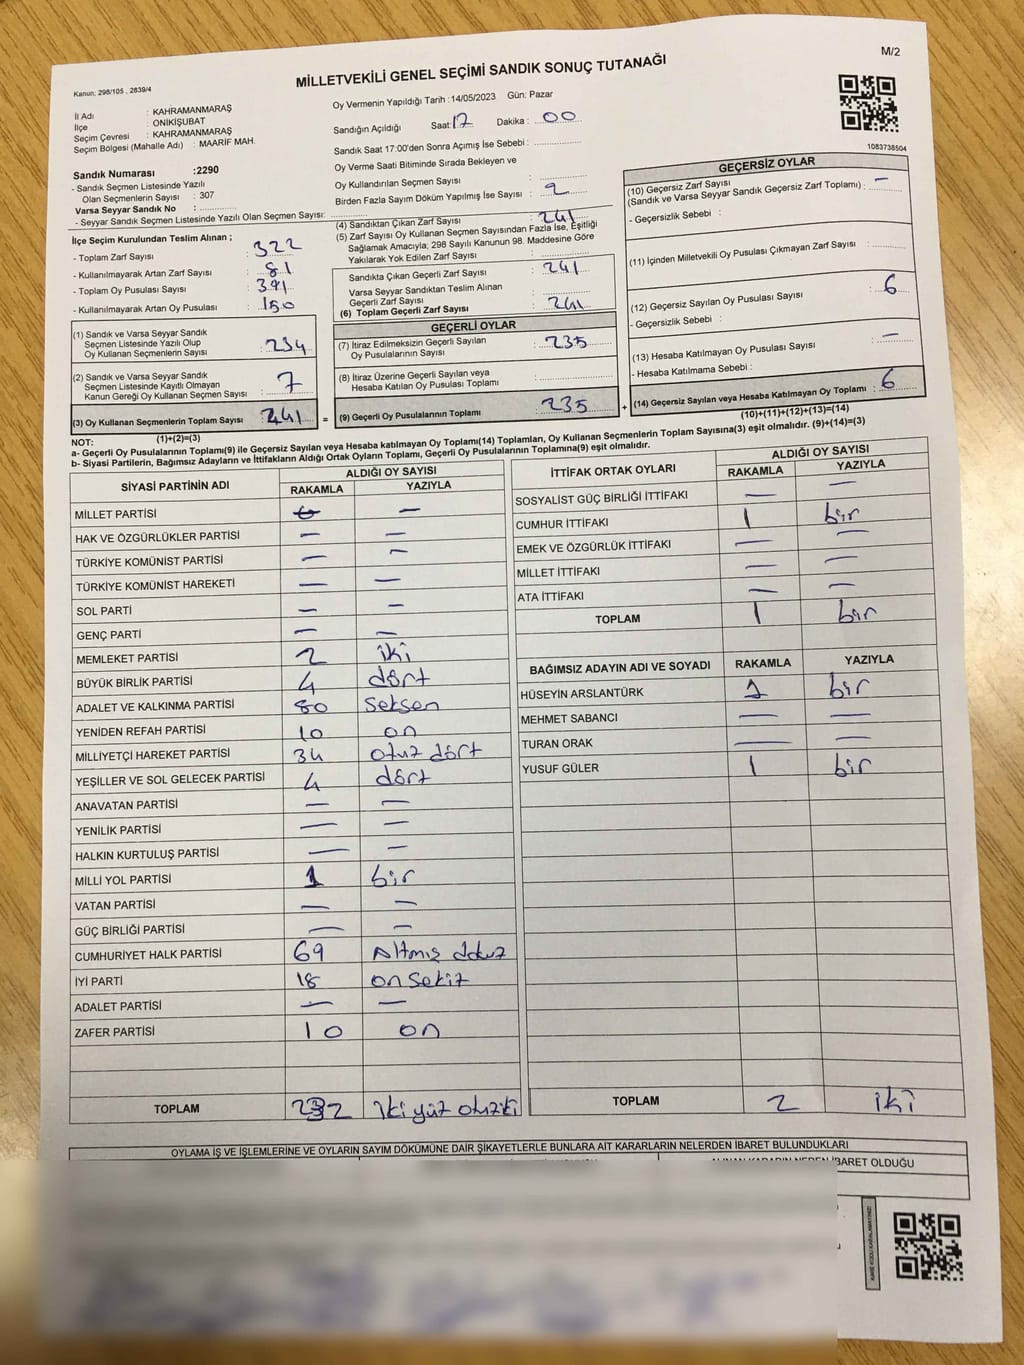 M/2
Kanun: 298/105 , 2839/4
MİLLETVEKİLİ GENEL SEÇİMİ SANDIK SONUÇ TUTANAĞI
İl Adı : KAHRAMANMARAŞ
İlçe : ONİKİŞUBAT
Seçim Çevresi : KAHRAMANMARAŞ
Seçim Bölgesi (Mahalle Adı) : MAARİF MAH.
Sandık Numarası :2290
- Sandık Seçmen Listesinde Yazılı
Olan Seçmenlerin Sayısı : 307
Varsa Seyyar Sandık No :
- Seyyar Sandık Seçmen Listesinde Yazılı Olan Seçmen Sayısı:
Oy Vermenin Yapıldığı Tarih :14/05/2023 Gün: Pazar
Sandığın Açıldığı Saat: 17 Dakika : 00
Sandık Saat 17:00'den Sonra Açımış İse Sebebi :
Oy Verme Saati Bitiminde Sırada Bekleyen ve
Oy Kullandırılan Seçmen Sayısı :
Birden Fazla Sayım Döküm Yapılmış İse Sayısı : 2
1083738504
İlçe Seçim Kurulundan Teslim Alınan ;
- Toplam Zarf Sayısı : 322
- Kullanılmayarak Artan Zarf Sayısı : 81
- Toplam Oy Pusulası Sayısı : 391
- Kullanılmayarak Artan Oy Pusulası : 150
(1) Sandık ve Varsa Seyyar Sandık
Seçmen Listesinde Yazılı Olup
Oy Kullanan Seçmenlerin Sayısı : 234
(2) Sandık ve Varsa Seyyar Sandık
Seçmen Listesinde Kayıtlı Olmayan
Kanun Gereği Oy Kullanan Seçmen Sayısı : 7
(3) Oy Kullanan Seçmenlerin Toplam Sayısı : 241
(1)+(2)=(3)
(4) Sandıktan Çıkan Zarf Sayısı : 241
(5) Zarf Sayısı Oy Kullanan Seçmen Sayısından Fazla İse, Eşitliği
Sağlamak Amacıyla; 298 Sayılı Kanunun 98. Maddesine Göre
Yakılarak Yok Edilen Zarf Sayısı :
Sandıkta Çıkan Geçerli Zarf Sayısı : 241
Varsa Seyyar Sandıktan Teslim Alınan
Geçerli Zarf Sayısı :
(6) Toplam Geçerli Zarf Sayısı : 241
GEÇERLİ OYLAR
(7) İtiraz Edilmeksizin Geçerli Sayılan
Oy Pusulalarının Sayısı : 235
(8) İtiraz Üzerine Geçerli Sayılan veya
Hesaba Katılan Oy Pusulası Toplamı :
= (9) Geçerli Oy Pusulalarının Toplamı : 235
GEÇERSİZ OYLAR
(10) Geçersiz Zarf Sayısı
(Sandık ve Varsa Seyyar Sandık Geçersiz Zarf Toplamı) : —
- Geçersizlik Sebebi :
(11) İçinden Milletvekili Oy Pusulası Çıkmayan Zarf Sayısı :
(12) Geçersiz Sayılan Oy Pusulası Sayısı : 6
- Geçersizlik Sebebi :
(13) Hesaba Katılmayan Oy Pusulası Sayısı : —
- Hesaba Katılmama Sebebi :
+ (14) Geçersiz Sayılan veya Hesaba Katılmayan Oy Toplamı : 6
(10)+(11)+(12)+(13)=(14)
NOT:
a- Geçerli Oy Pusulalarının Toplamı(9) ile Geçersiz Sayılan veya Hesaba katılmayan Oy Toplamı(14) Toplamları, Oy Kullanan Seçmenlerin Toplam Sayısına(3) eşit olmalıdır. (9)+(14)=(3)
b- Siyasi Partilerin, Bağımsız Adayların ve İttifakların Aldığı Ortak Oyların Toplamı, Geçerli Oy Pusulalarının Toplamına(9) eşit olmalıdır.
SİYASİ PARTİNİN ADI ALDIĞI OY SAYISI
RAKAMLA YAZIYLA
MİLLET PARTİSİ —
HAK VE ÖZGÜRLÜKLER PARTİSİ — —
TÜRKİYE KOMÜNİST PARTİSİ — —
TÜRKİYE KOMÜNİST HAREKETİ — —
SOL PARTİ — —
GENÇ PARTİ — —
MEMLEKET PARTİSİ 2 iki
BÜYÜK BİRLİK PARTİSİ 4 dört
ADALET VE KALKINMA PARTİSİ 80 Seksen
YENİDEN REFAH PARTİSİ 10 on
MİLLİYETÇİ HAREKET PARTİSİ 34 otuz dört
YEŞİLLER VE SOL GELECEK PARTİSİ 4 dört
ANAVATAN PARTİSİ — —
YENİLİK PARTİSİ — —
HALKIN KURTULUŞ PARTİSİ — —
MİLLİ YOL PARTİSİ 1 bir
VATAN PARTİSİ — —
GÜÇ BİRLİĞİ PARTİSİ — —
CUMHURİYET HALK PARTİSİ 69 Altmış dokuz
İYİ PARTİ 18 on sekiz
ADALET PARTİSİ — —
ZAFER PARTİSİ 10 on
TOPLAM 232 iki yüz otuziki
İTTİFAK ORTAK OYLARI ALDIĞI OY SAYISI
RAKAMLA YAZIYLA
SOSYALİST GÜÇ BİRLİĞİ İTTİFAKI — —
CUMHUR İTTİFAKI 1 bir
EMEK VE ÖZGÜRLÜK İTTİFAKI — —
MİLLET İTTİFAKI — —
ATA İTTİFAKI — —
TOPLAM 1 bir
BAĞIMSIZ ADAYIN ADI VE SOYADI RAKAMLA YAZIYLA
HÜSEYİN ARSLANTÜRK 1 bir
MEHMET SABANCI — —
TURAN ORAK — —
YUSUF GÜLER 1 bir
TOPLAM 2 iki
OYLAMA İŞ VE İŞLEMLERİNE VE OYLARIN SAYIM DÖKÜMÜNE DAİR ŞİKAYETLERLE BUNLARA AİT KARARLARIN NELERDEN İBARET BULUNDUKLARI
İBARET OLDUĞU